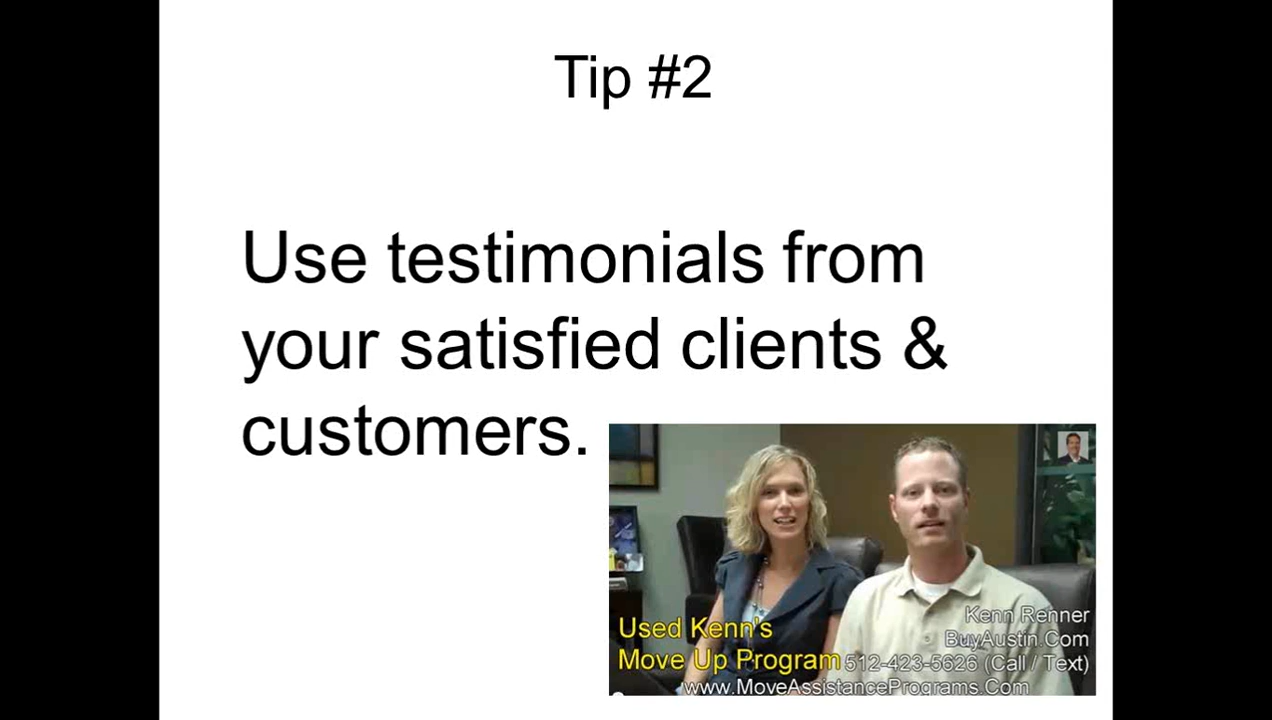 Tip #2
Use testimonials from
your satisfied clients &
customers.
Used Kenn's
Move Up Program
Kenn Renner
BuyAustin.Com
512-423-5626 (Call / Text)
www.MoveAssistancePrograms.Com